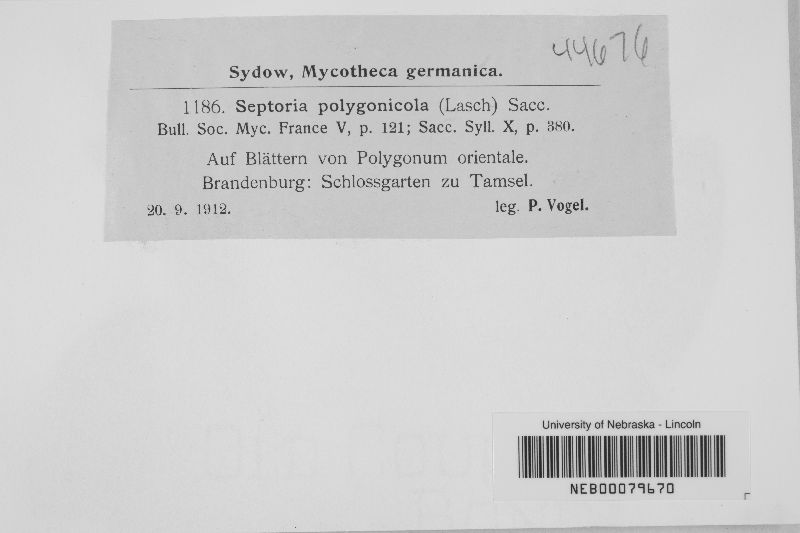 44676
Sydow, Mycotheca germanica.
1186. Septoria polygonicola (Lasch) Sacc.
Bull. Soc. Myc. France V, p. 121; Sacc. Syll. X, p. 380.
Auf Blättern von Polygonum orientale.
Brandenburg: Schlossgarten zu Tamsel.
20. 9. 1912. leg. P. Vogel.
University of Nebraska - Lincoln
NEB00079670